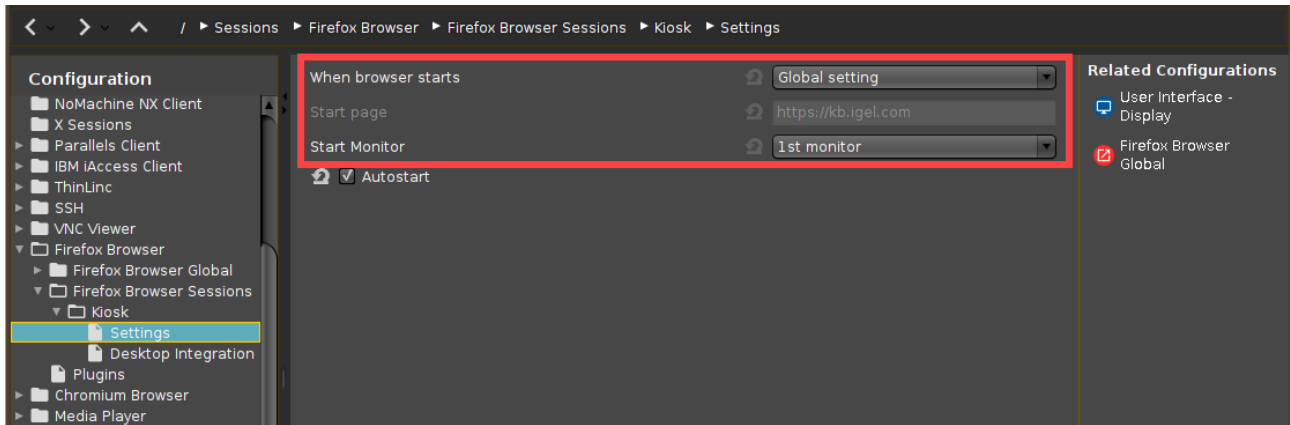 / Sessions Firefox Browser Firefox Browser Sessions Kiosk Settings
Configuration
NoMachine NX Client
X Sessions
Parallels Client
IBM iAccess Client
ThinLinc
SSH
VNC Viewer
Firefox Browser
Firefox Browser Global
Firefox Browser Sessions
Kiosk
Settings
Desktop Integration
Plugins
Chromium Browser
Media Player
When browser starts Global setting
Start page https://kb.igel.com
Start Monitor 1st monitor
Autostart
Related Configurations
User Interface -
Display
Firefox Browser
Global